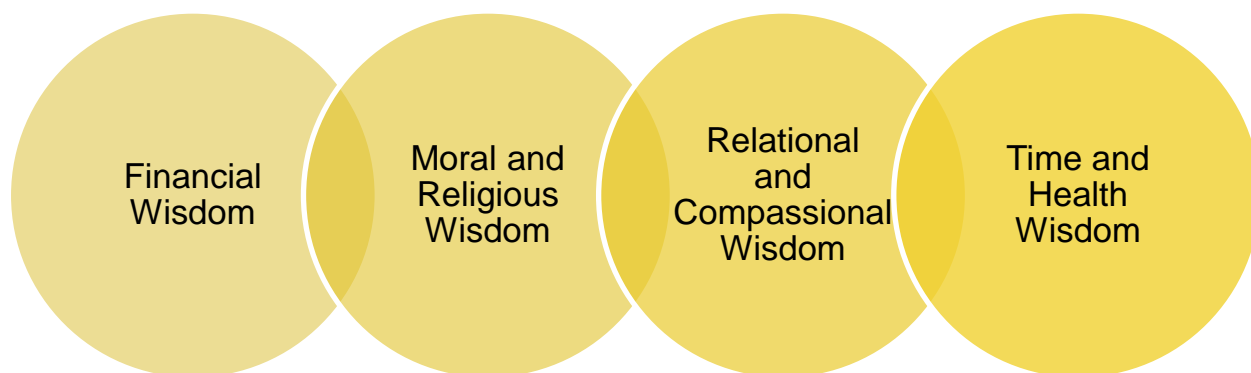 Financial
Wisdom
Moral and
Religious
Wisdom
Relational
and
Compassional
Wisdom
Time and
Health
Wisdom